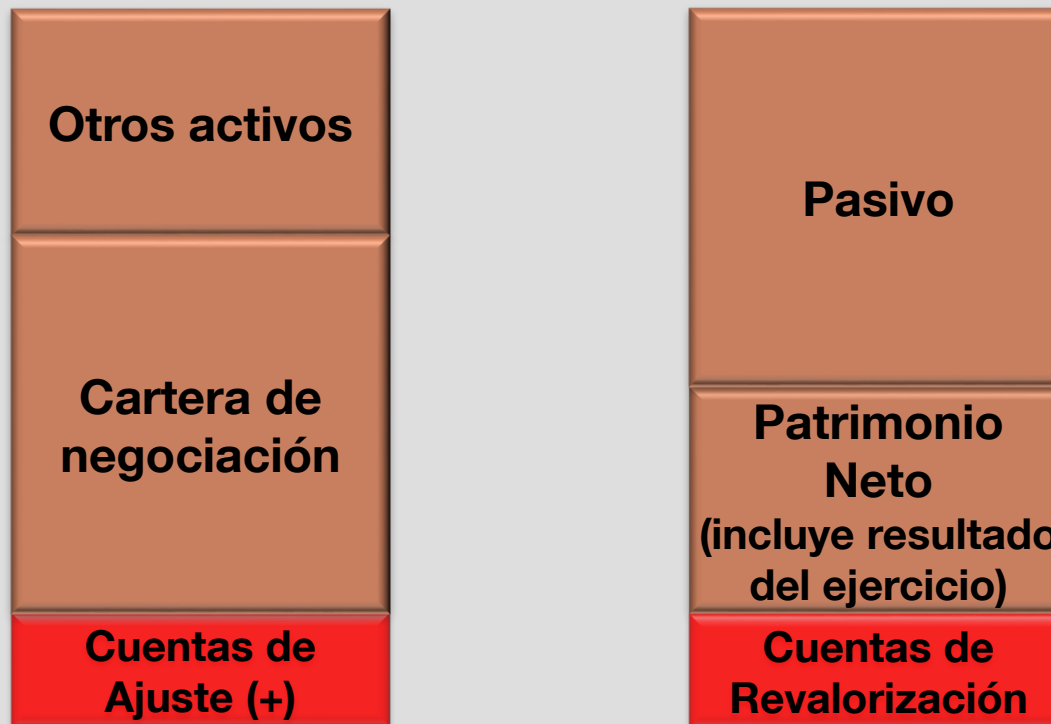 Otros activos
Cartera de
negociación
Cuentas de
Ajuste (+)
Pasivo
Patrimonio
Neto
(incluye resultado
del ejercicio)
Cuentas de
Revalorización